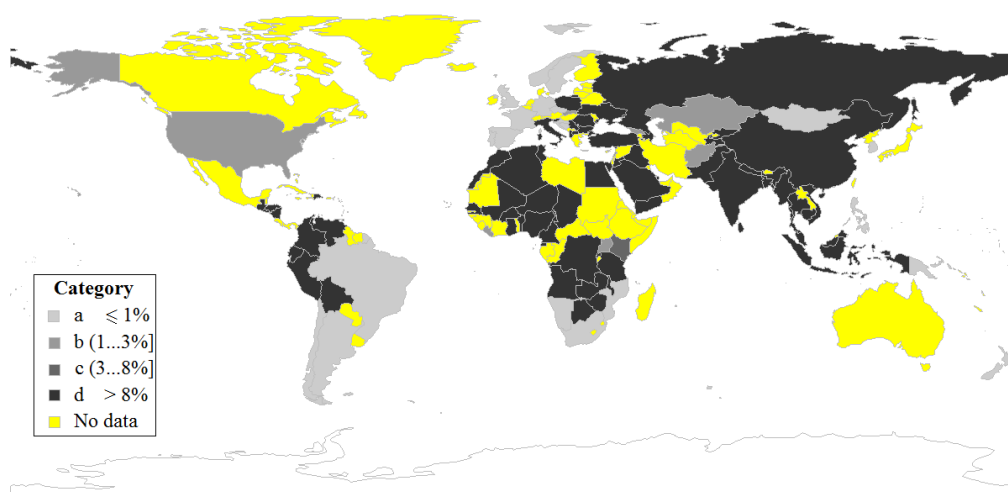 Category
a ⩽ 1%
b (1...3%]
c (3...8%]
d > 8%
No data